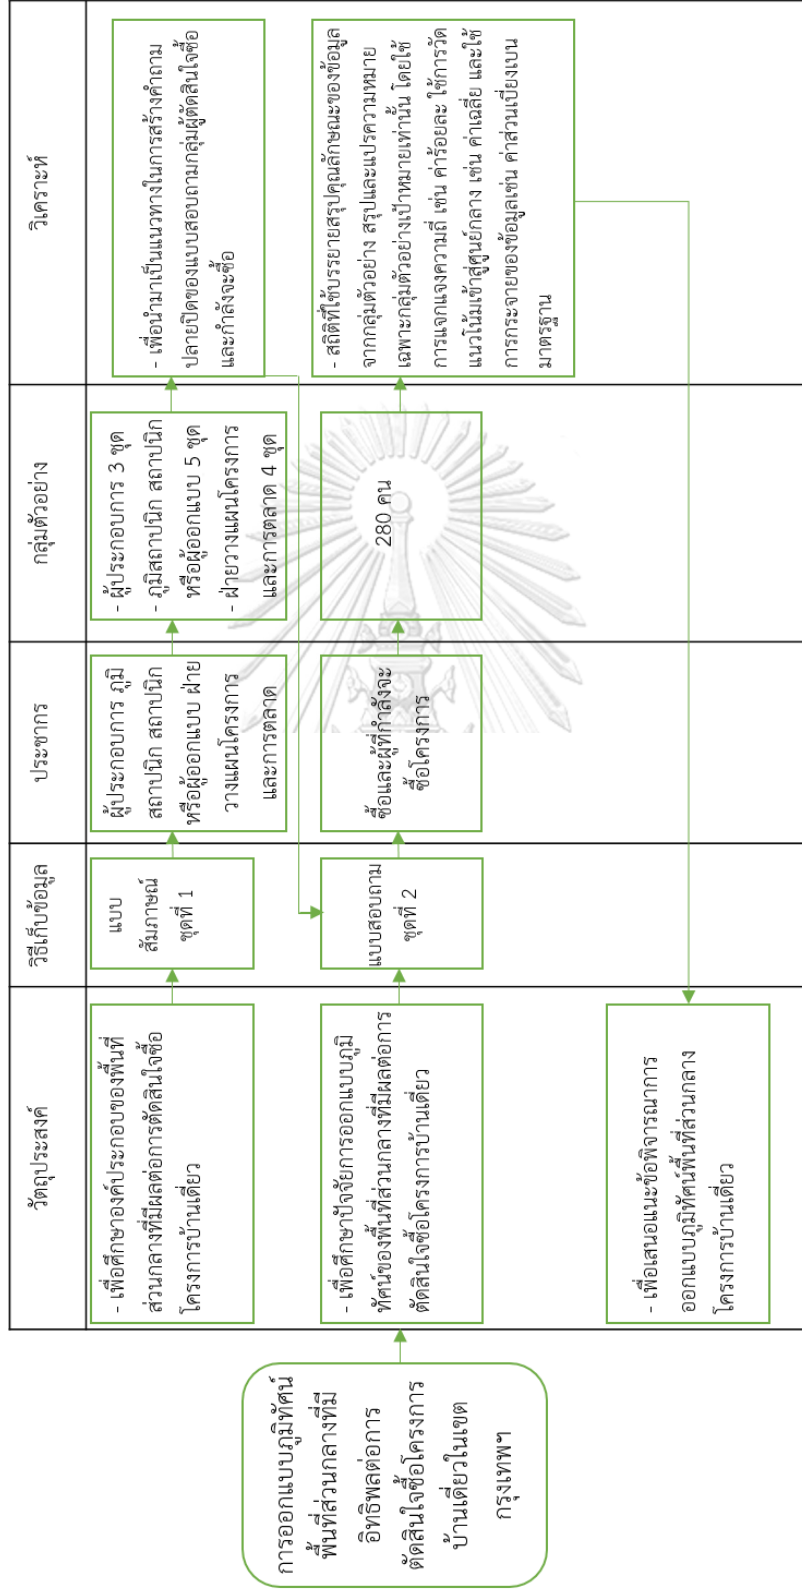 วัตถุประสงค์
วิธีเก็บข้อมูล
ประชากร
กลุ่มตัวอย่าง
วิเคราะห์
การออกแบบภูมิทัศน์
พื้นที่ส่วนกลางที่มี
อิทธิพลต่อการ
ตัดสินใจซื้อโครงการ
บ้านเดี่ยวในเขต
กรุงเทพฯ
- เพื่อศึกษาองค์ประกอบของพื้นที่
ส่วนกลางที่มีผลต่อการตัดสินใจซื้อ
โครงการบ้านเดี่ยว
แบบ
สัมภาษณ์
ชุดที่ 1
ผู้ประกอบการ ภูมิ
สถาปนิก สถาปนิก
หรือผู้ออกแบบ ฝ่าย
วางแผนโครงการ
และการตลาด
- ผู้ประกอบการ 3 ชุด
- ภูมิสถาปนิก สถาปนิก
หรือผู้ออกแบบ 5 ชุด
- ฝ่ายวางแผนโครงการ
และการตลาด 4 ชุด
- เพื่อนำมาเป็นแนวทางในการสร้างคำถาม
ปลายปิดของแบบสอบถามกลุ่มผู้ตัดสินใจซื้อ
และกำลังจะซื้อ
- เพื่อศึกษาปัจจัยการออกแบบภูมิ
ทัศน์ของพื้นที่ส่วนกลางที่มีผลต่อการ
ตัดสินใจซื้อโครงการบ้านเดี่ยว
แบบสอบถาม
ชุดที่ 2
ซื้อและผู้ที่กำลังจะ
ซื้อโครงการ
280 คน
- สถิติที่ใช้บรรยายสรุปคุณลักษณะของข้อมูล
จากกลุ่มตัวอย่าง สรุปและแปรความหมาย
เฉพาะกลุ่มตัวอย่างเป้าหมายเท่านั้น โดยใช้
การแจกแจงความถี่ เช่น ค่าร้อยละ ใช้การวัด
แนวโน้มเข้าสู่ศูนย์กลาง เช่น ค่าเฉลี่ย และใช้
การกระจายของข้อมูลเช่น ค่าส่วนเบี่ยงเบน
มาตรฐาน
- เพื่อเสนอแนะข้อพิจารณาการ
ออกแบบภูมิทัศน์พื้นที่ส่วนกลาง
โครงการบ้านเดี่ยว